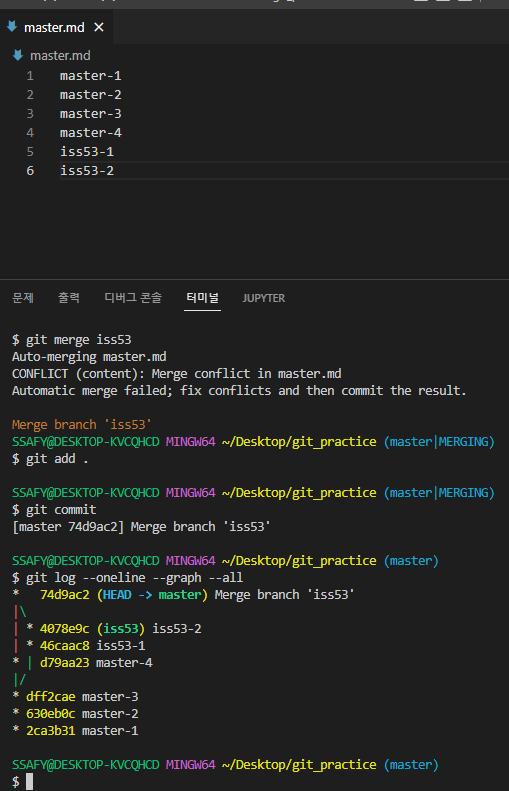 master.md
master.md
1 master-1
2 master-2
3 master-3
4 master-4
5 iss53-1
6 iss53-2
문제 출력 디버그 콘솔 터미널 JUPYTER
$ git merge iss53
Auto-merging master.md
CONFLICT (content): Merge conflict in master.md
Automatic merge failed; fix conflicts and then commit the result.
Merge branch 'iss53'
SSAFY@DESKTOP-KVCQHCD MINGW64 ~/Desktop/git_practice (master|MERGING)
$ git add .
SSAFY@DESKTOP-KVCQHCD MINGW64 ~/Desktop/git_practice (master|MERGING)
$ git commit
[master 74d9ac2] Merge branch 'iss53'
SSAFY@DESKTOP-KVCQHCD MINGW64 ~/Desktop/git_practice (master)
$ git log --oneline --graph --all
*   74d9ac2 (HEAD -> master) Merge branch 'iss53'
|\
| * 4078e9c (iss53) iss53-2
| * 46caac8 iss53-1
* | d79aa23 master-4
|/
* dff2cae master-3
* 630eb0c master-2
* 2ca3b31 master-1
SSAFY@DESKTOP-KVCQHCD MINGW64 ~/Desktop/git_practice (master)
$